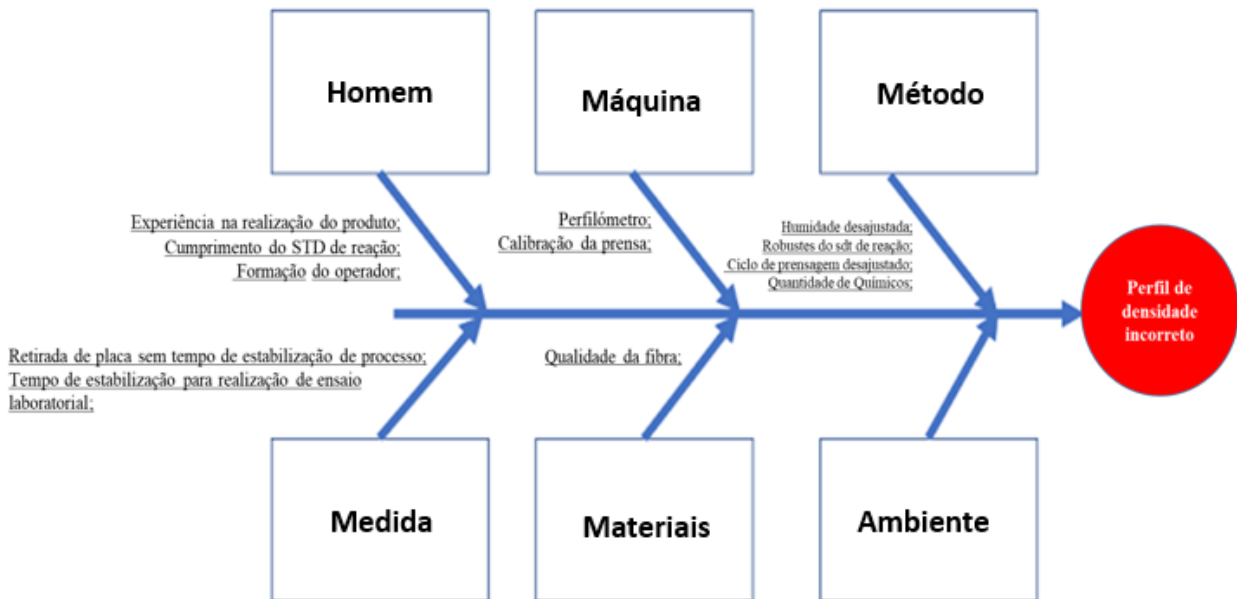 Homem
Máquina
Método
Experiência na realização do produto;
Cumprimento do STD de reação;
Formação do operador;
Perfilómetro;
Calibração da prensa;
Humidade desajustada;
Robustes do sdt de reação;
Ciclo de prensagem desajustado;
Quantidade de Químicos;
Perfil de
densidade
incorreto
Retirada de placa sem tempo de estabilização de processo;
Tempo de estabilização para realização de ensaio
laboratorial;
Qualidade da fibra;
Medida
Materiais
Ambiente